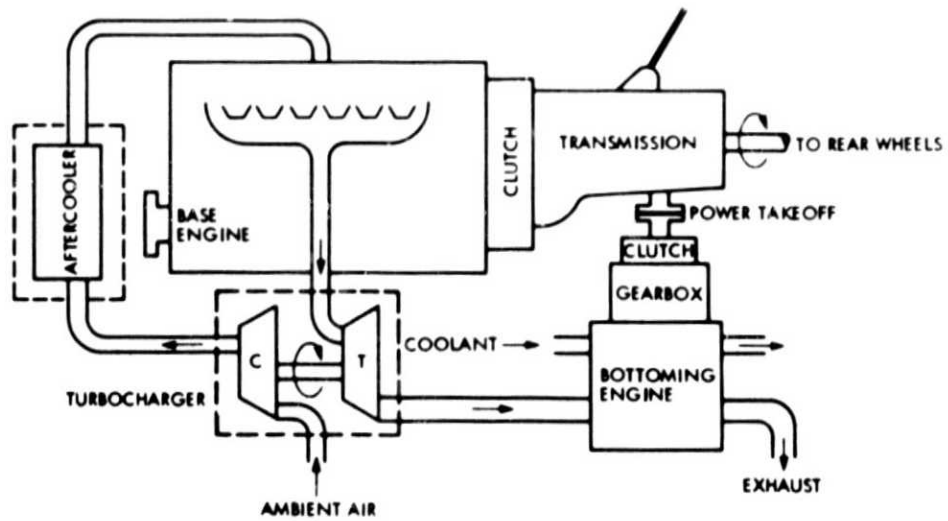 AFTERCOOLER
BASE
ENGINE
CLUTCH
TRANSMISSION
TO REAR WHEELS
POWER TAKEOFF
CLUTCH
GEARBOX
C
T
COOLANT
BOTTOMING
ENGINE
TURBOCHARGER
AMBIENT AIR
EXHAUST